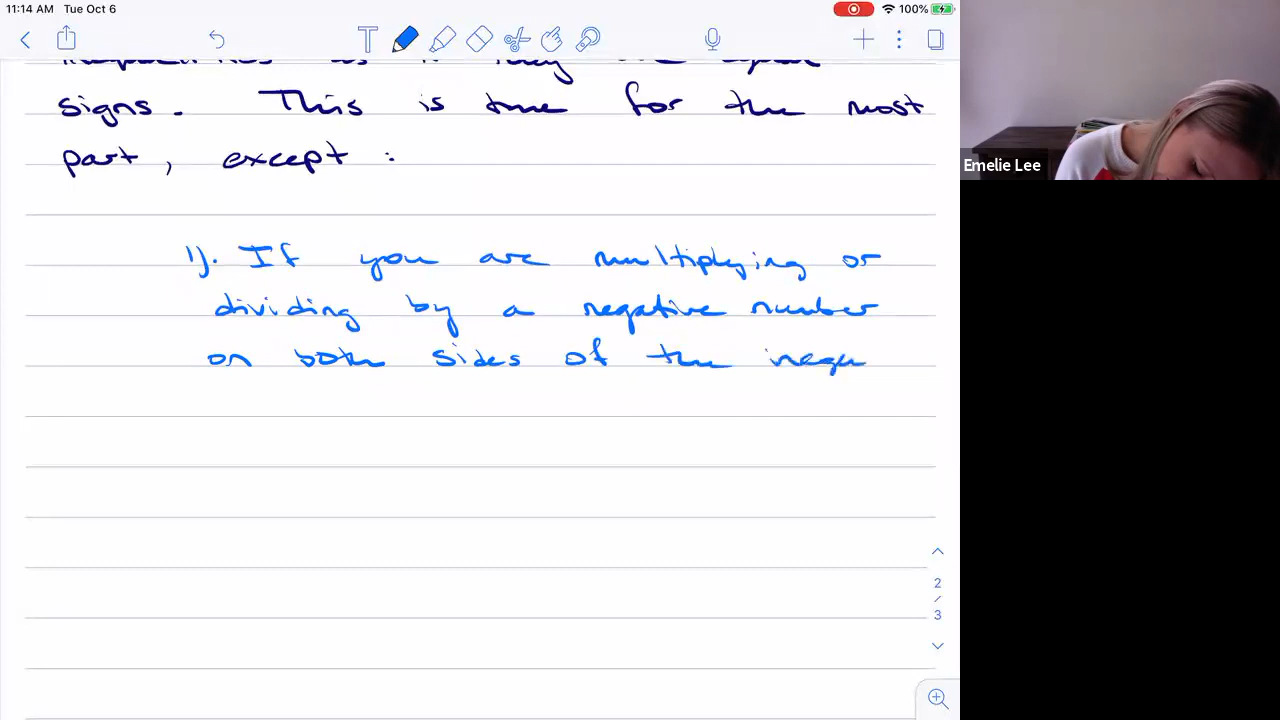 11:14 AM Tue Oct 6
100%
signs. This is true for the most
part, except :
1). If you are multiplying or
dividing by a negative number
on both sides of the inequ
Emelie Lee
2
/
3